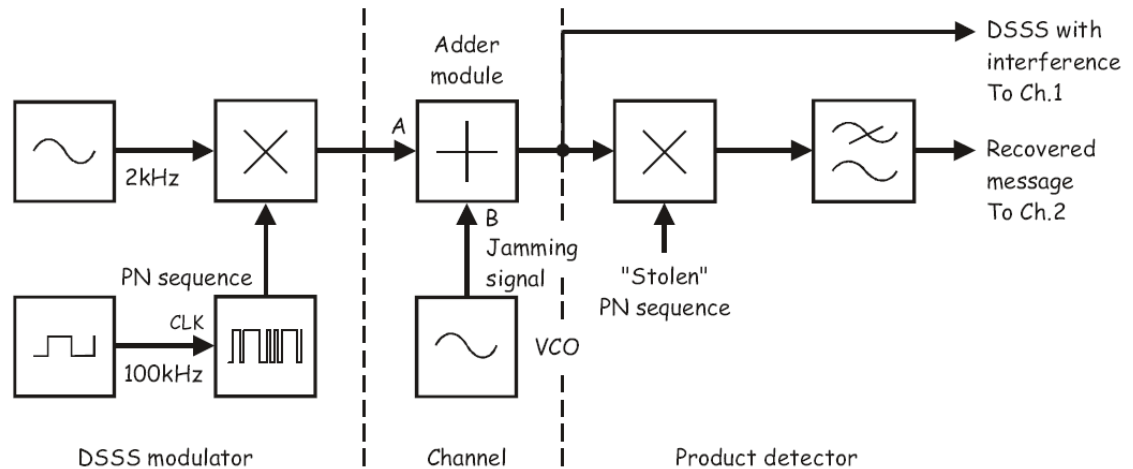 DSSS with
interference
To Ch.1
Adder
module
A
2kHz
B
Jamming
signal
Recovered
message
To Ch.2
PN sequence
"Stolen"
PN sequence
CLK
100kHz
VCO
DSSS modulator
Channel
Product detector